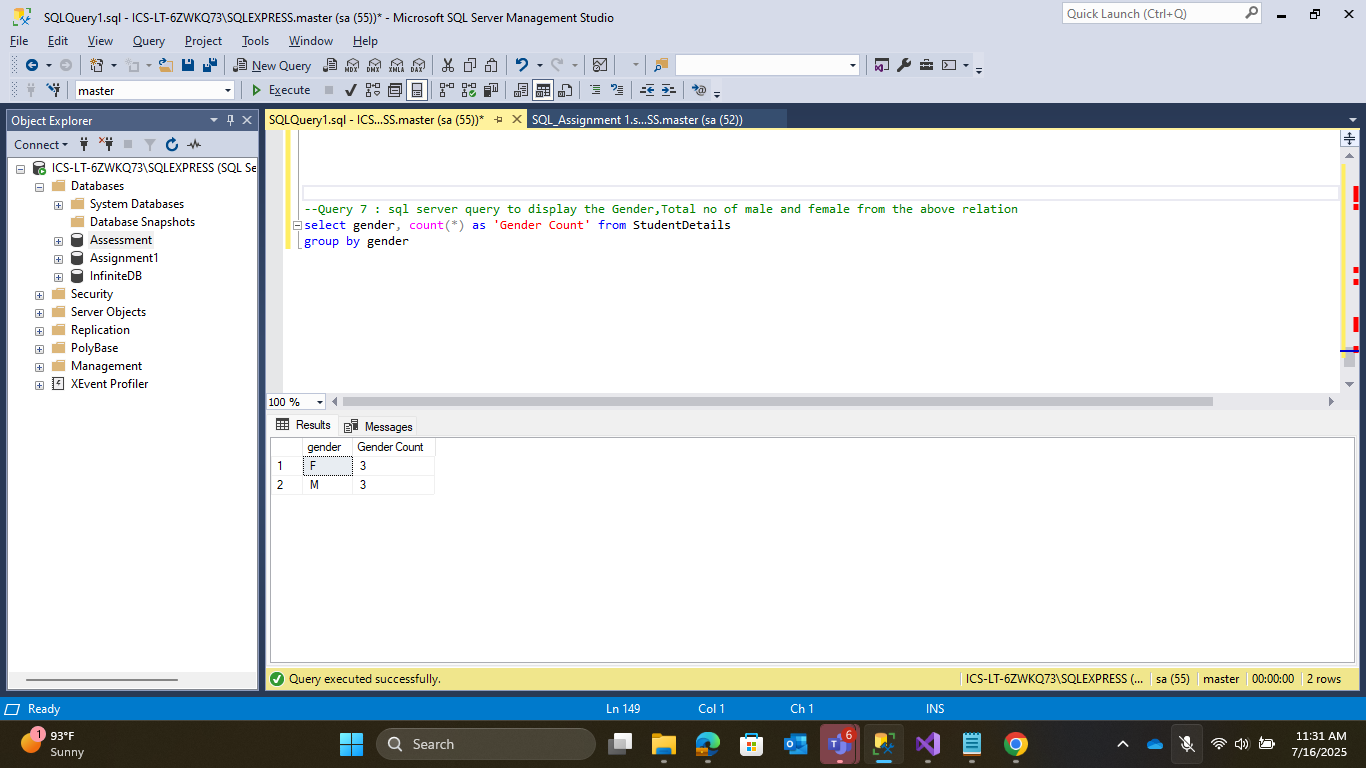 SQLQuery1.sql - ICS-LT-6ZWKQ73\SQLEXPRESS.master (sa (55))* - Microsoft SQL Server Management Studio
Quick Launch (Ctrl+Q)
File Edit View Query Project Tools Window Help
New Query MDX DMX XMLA DAX
master Execute
Object Explorer
SQLQuery1.sql - ICS...SS.master (sa (55))* SQL_Assignment 1.s...SS.master (sa (52))
Connect
ICS-LT-6ZWKQ73\SQLEXPRESS (SQL Se
Databases
System Databases
Database Snapshots
Assessment
Assignment1
InfiniteDB
Security
Server Objects
Replication
PolyBase
Management
XEvent Profiler
--Query 7 : sql server query to display the Gender,Total no of male and female from the above relation
select gender, count(*) as 'Gender Count' from StudentDetails
group by gender
100 %
Results Messages
gender Gender Count
1 F 3
2 M 3
Query executed successfully. ICS-LT-6ZWKQ73\SQLEXPRESS (... sa (55) master 00:00:00 2 rows
Ready Ln 149 Col 1 Ch 1 INS
1 93°F
Sunny
Search
6
11:31 AM
7/16/2025